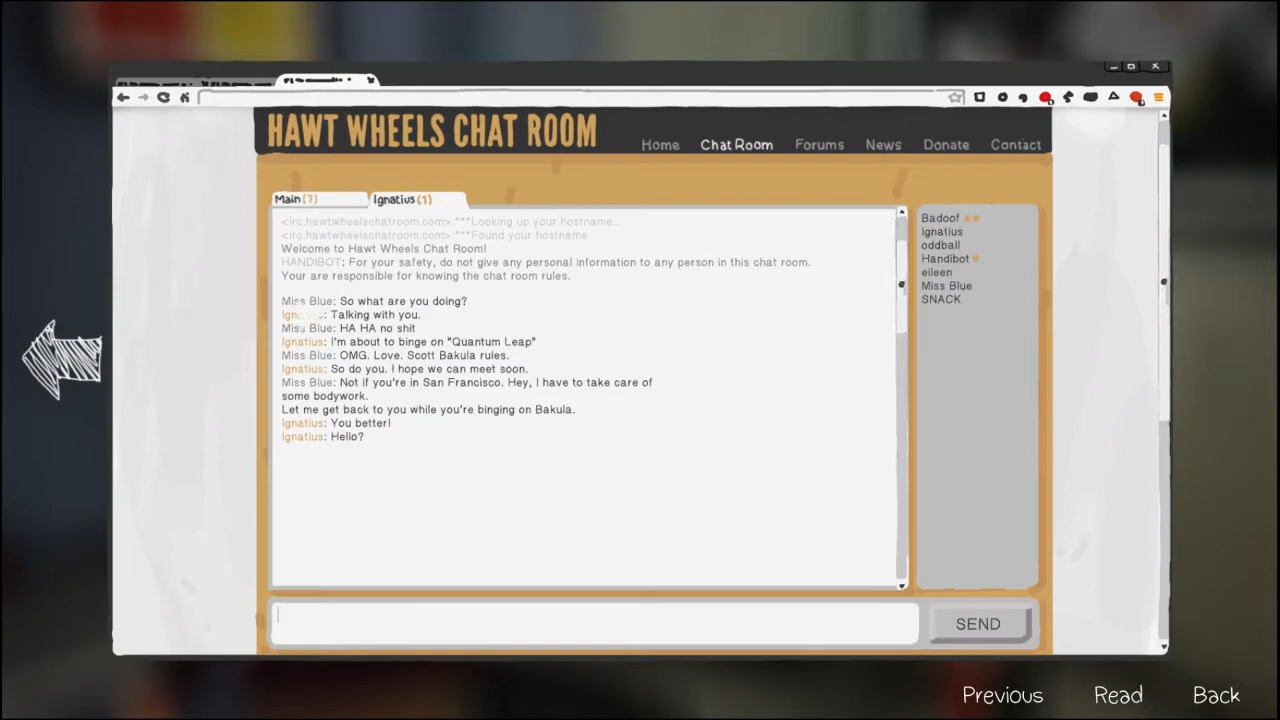 HAWT WHEELS CHAT ROOM
Home Chat Room Forums News Donate Contact
Main (7) Ignatius (1)
<irc.hawtwheelschatroom.com>:***Looking up your hostname...
<irc.hawtwheelschatroom.com>:***Found your hostname
Welcome to Hawt Wheels Chat Room!
HANDIBOT: For your safety, do not give any personal information to any person in this chat room.
Your are responsible for knowing the chat room rules.
Miss Blue: So what are you doing?
Ignatius: Talking with you.
Miss Blue: HA HA no shit
Ignatius: I'm about to binge on "Quantum Leap"
Miss Blue: OMG. Love. Scott Bakula rules.
Ignatius: So do you. I hope we can meet soon.
Miss Blue: Not if you're in San Francisco. Hey, I have to take care of
some bodywork.
Let me get back to you while you're binging on Bakula.
Ignatius: You better!
Ignatius: Hello?
Badoof
Ignatius
oddball
Handibot
eileen
Miss Blue
SNACK
SEND
Previous Read Back